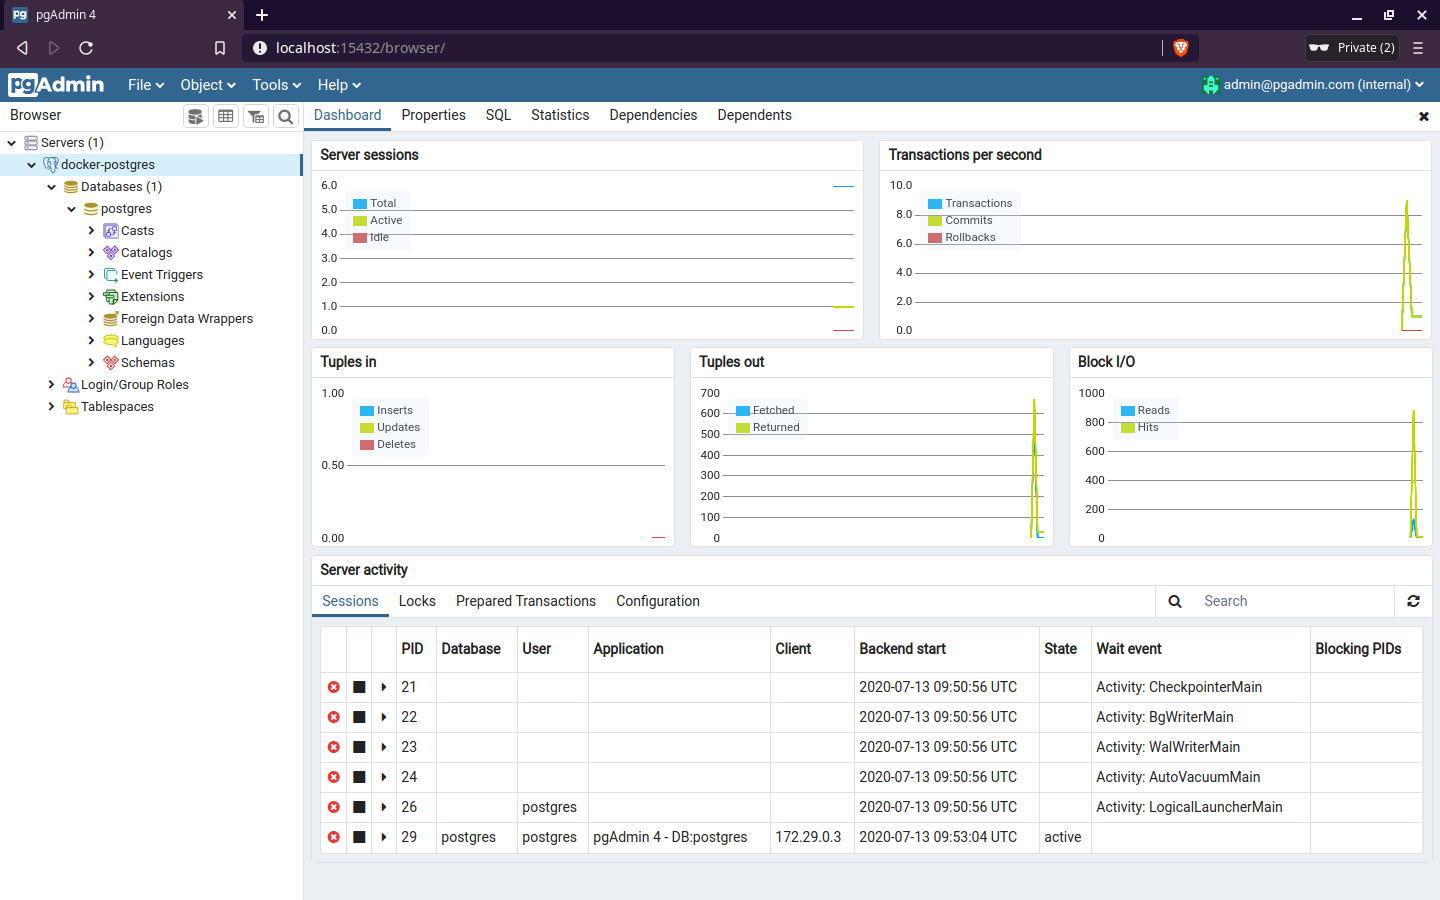 pgAdmin 4
localhost:15432/browser/
Private (2)
pgAdmin File Object Tools Help admin@pgadmin.com (internal)
Browser
Dashboard Properties SQL Statistics Dependencies Dependents
Servers (1)
docker-postgres
Databases (1)
postgres
Casts
Catalogs
Event Triggers
Extensions
Foreign Data Wrappers
Languages
Schemas
Login/Group Roles
Tablespaces
Server sessions
6.0
5.0
4.0
3.0
2.0
1.0
0.0
Total
Active
Idle
Transactions per second
10.0
8.0
6.0
4.0
2.0
0.0
Transactions
Commits
Rollbacks
Tuples in
1.00
0.50
0.00
Inserts
Updates
Deletes
Tuples out
700
600
500
400
300
200
100
0
Fetched
Returned
Block I/O
1000
800
600
400
200
0
Reads
Hits
Server activity
Sessions Locks Prepared Transactions Configuration Search
PID Database User Application Client Backend start State Wait event Blocking PIDs
21 2020-07-13 09:50:56 UTC Activity: CheckpointerMain
22 2020-07-13 09:50:56 UTC Activity: BgWriterMain
23 2020-07-13 09:50:56 UTC Activity: WalWriterMain
24 2020-07-13 09:50:56 UTC Activity: AutoVacuumMain
26 postgres 2020-07-13 09:50:56 UTC Activity: LogicalLauncherMain
29 postgres postgres pgAdmin 4 - DB:postgres 172.29.0.3 2020-07-13 09:53:04 UTC active